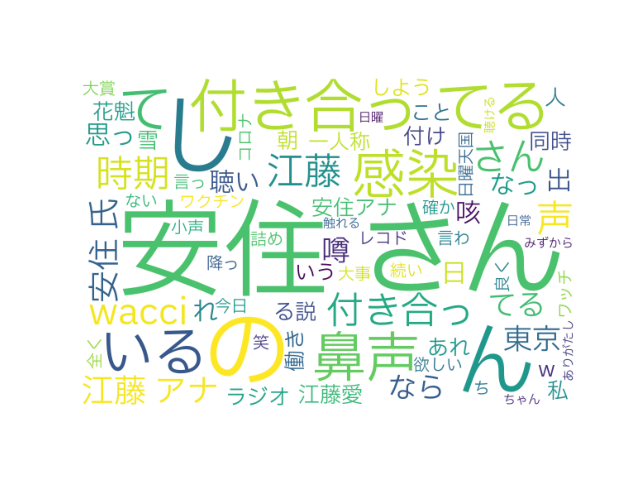 大賞
花魁
思っ
雪
て
し
付き合ってる
しよう
人
コロナ
日曜
こと
聴ける
朝
一人称
付け
日曜天国
同時
時期
言っ
聴い
江藤
感染
さん
なっ
出
ない
ワクチン
安住アナ
確か
咳
声
安住 氏
小声
安住さん
詰め
噂
触れる
レコド
言わ
日常
みずから
降っ
いう
大事
続い
日
良く
ワッチ
wacci
れ
今日
る説
付き合っ
てる
東京
いる
の
ん
全く
笑
働き
鼻声
あれ
欲しい
w
ありがたし
江藤 アナ
ラジオ
江藤愛
なら
ち
ちゃん
私